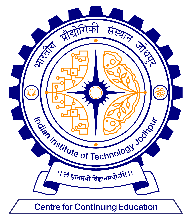 भारतीय प्रौद्योगिकी संस्थान जोधपुर
Indian Institute of Technology Jodhpur
Centre for Continuing Education